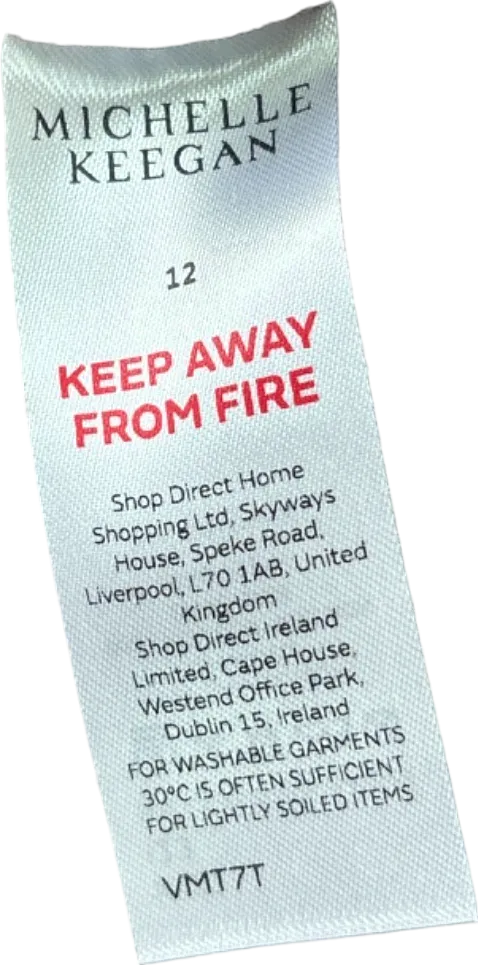 MICHELLE
KEEGAN
12
KEEP AWAY
FROM FIRE
Shop Direct Home
Shopping Ltd, Skyways
House, Speke Road,
Liverpool, L70 1AB, United
Kingdom
Shop Direct Ireland
Limited, Cape House,
Westend Office Park,
Dublin 15, Ireland
FOR WASHABLE GARMENTS
30°C IS OFTEN SUFFICIENT
FOR LIGHTLY SOILED ITEMS
VMT7T